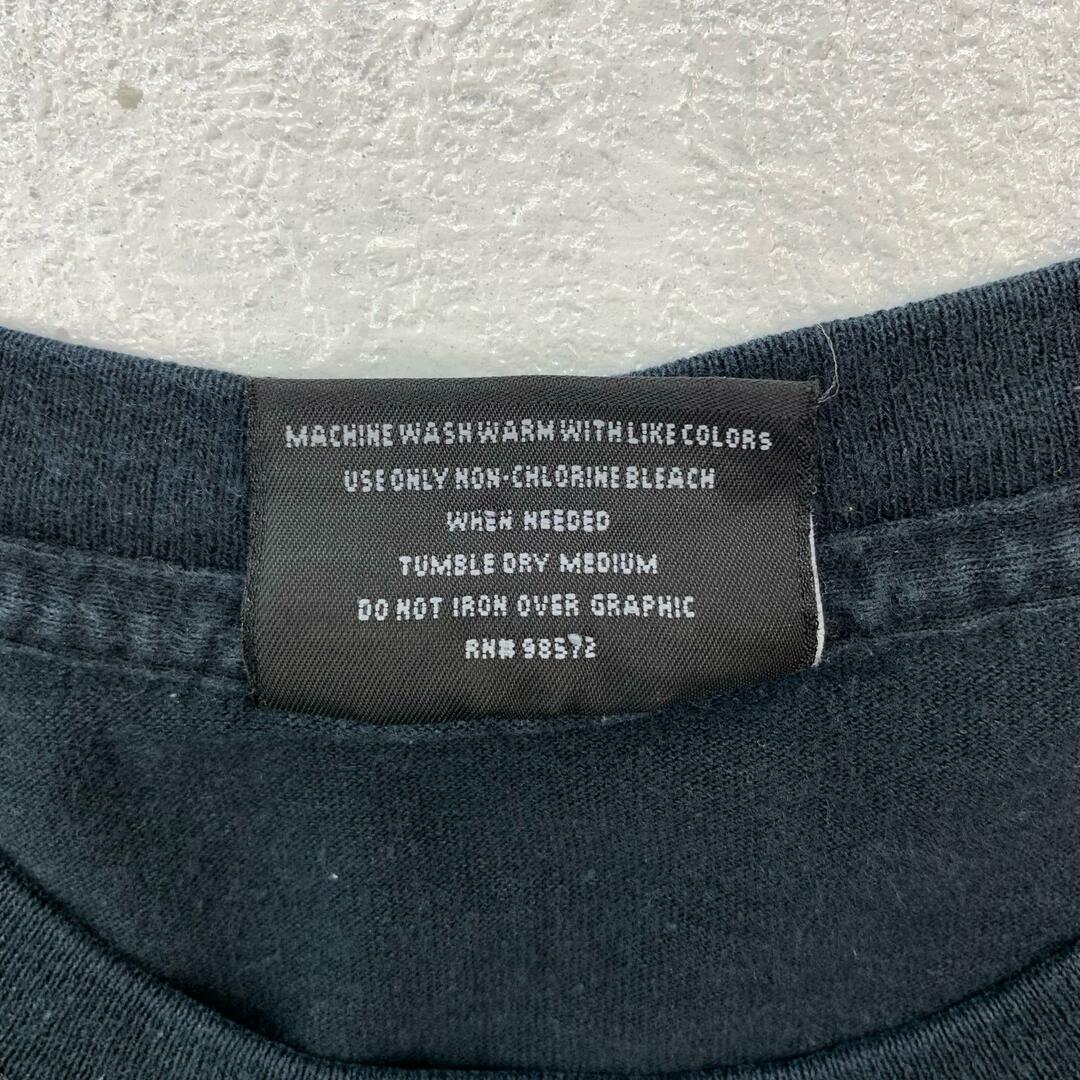 MACHINE WASH WARM WITH LIKE COLORS
USE ONLY NON-CHLORINE BLEACH
WHEN NEEDED
TUMBLE DRY MEDIUM
DO NOT IRON OVER GRAPHIC
RN# 98572